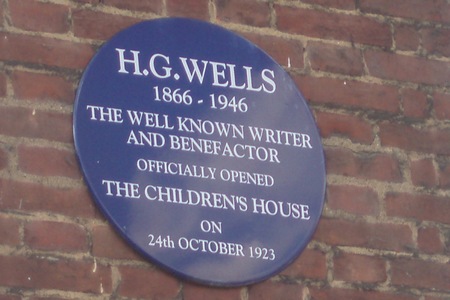 H.G.WELLS
1866 - 1946
THE WELL KNOWN WRITER
AND BENEFACTOR
OFFICIALLY OPENED
THE CHILDREN'S HOUSE
ON
24th OCTOBER 1923